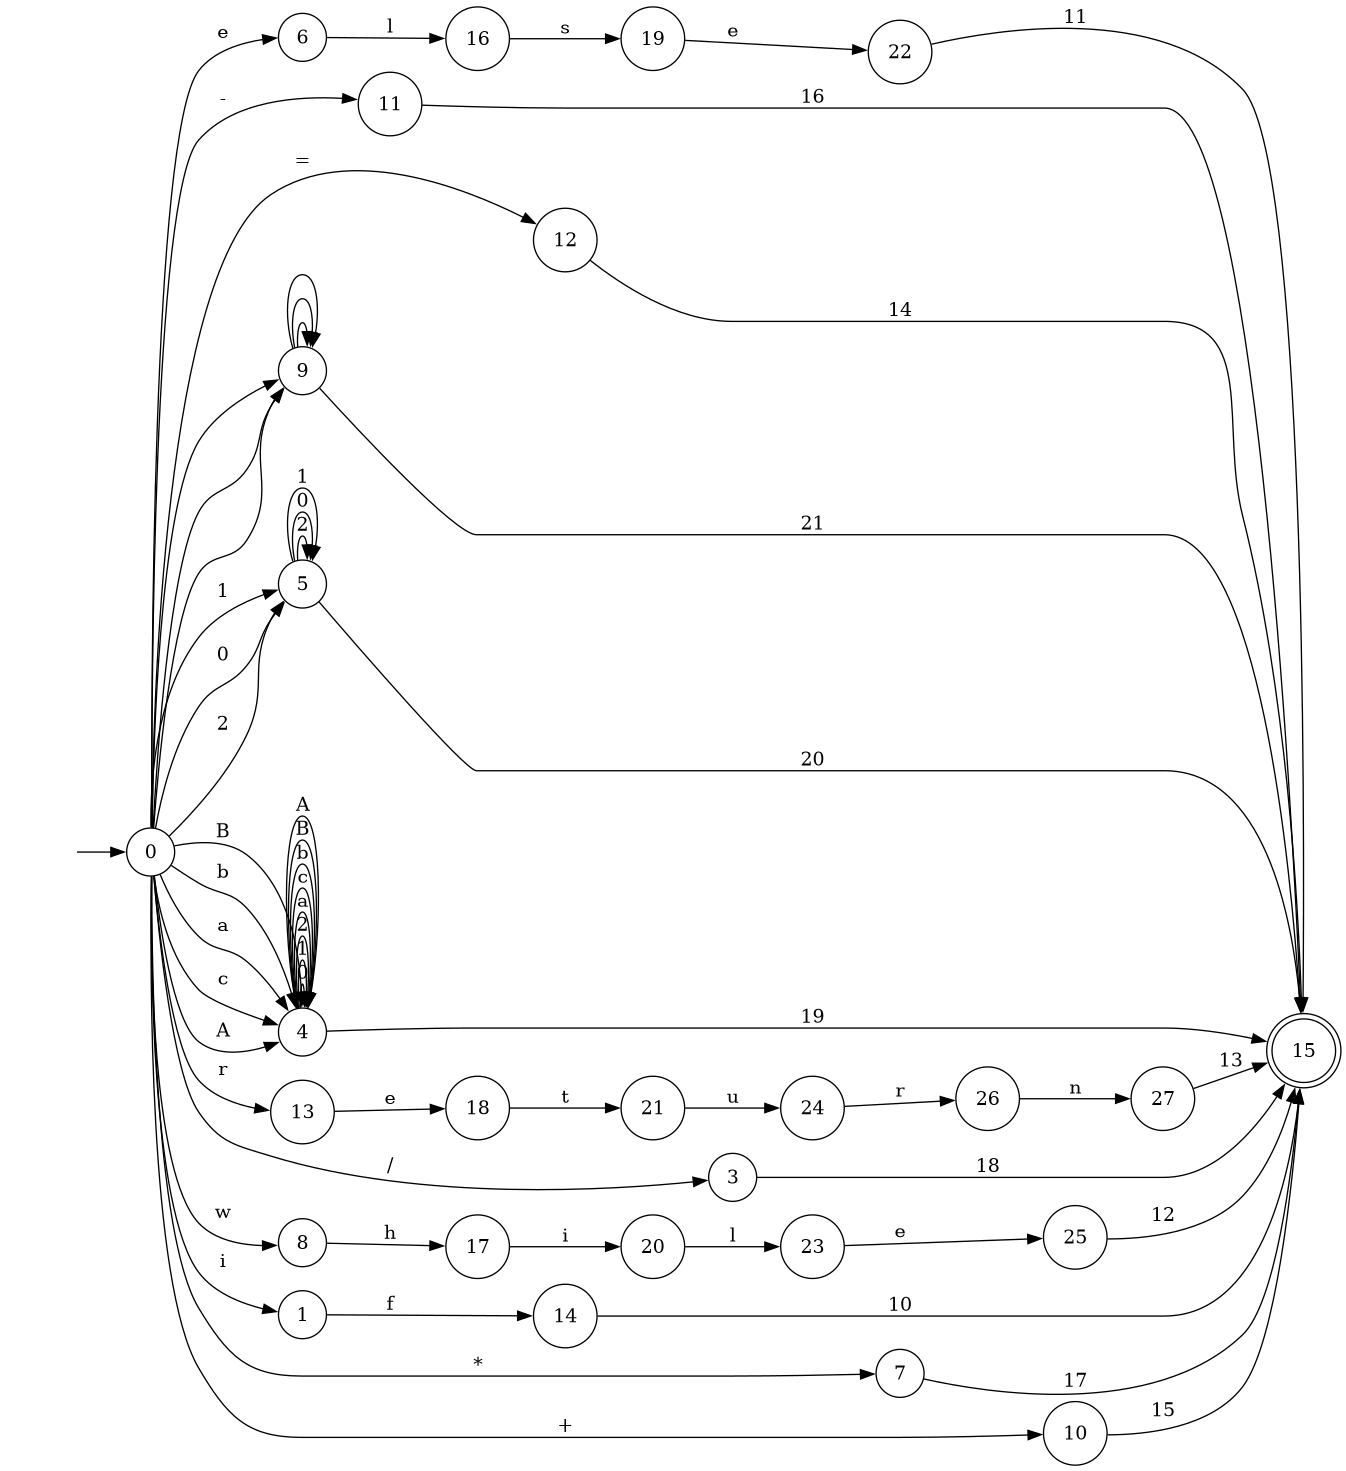 e 6 l 16 s 19 e 22 11
- 11 16
= 12 14
9 21
1
0
2
5 20
1
0
2
0
B
b
a
c
A
A
B
b
c
a
2
1
0
4 19
15
r 13 e 18 t 21 u 24 r 26 n 27 13
/ 3 18
w 8 h 17 i 20 l 23 e 25 12
i 1 f 14 10
* 7 17
+ 10 15